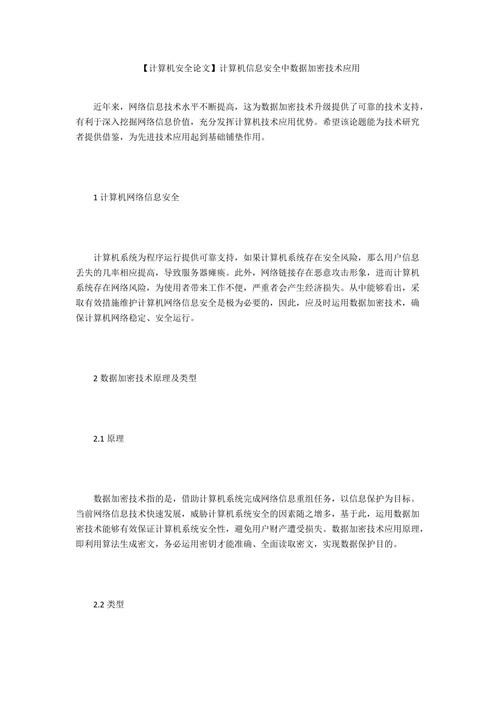 【计算机安全论文】计算机信息安全中数据加密技术应用
近年来，网络信息技术水平不断提高，这为数据加密技术升级提供了可靠的技术支持，
有利于深入挖掘网络信息价值，充分发挥计算机技术应用优势。希望该论题能为技术研究
者提供借鉴，为先进技术应用起到基础铺垫作用。
1 计算机网络信息安全
计算机系统为程序运行提供可靠支持，如果计算机系统存在安全风险，那么用户信息
丢失的几率相应提高，导致服务器瘫痪。此外，网络链接存在恶意攻击形象，进而计算机
系统存在网络风险，为使用者带来工作不便，严重者会产生经济损失。从中能够看出，采
取有效措施维护计算机网络信息安全是极为必要的，因此，应及时运用数据加密技术，确
保计算机网络稳定、安全运行。
2 数据加密技术原理及类型
2.1 原理
数据加密技术指的是，借助计算机系统完成网络信息重组任务，以信息保护为目标。
当前网络信息技术快速发展，威胁计算机系统安全的因素随之增多，基于此，运用数据加
密技术能够有效保证计算机系统安全性，避免用户财产遭受损失。数据加密技术应用原理，
即利用算法生成密文，务必运用密钥才能准确、全面读取密文，实现数据保护目的。
2.2 类型